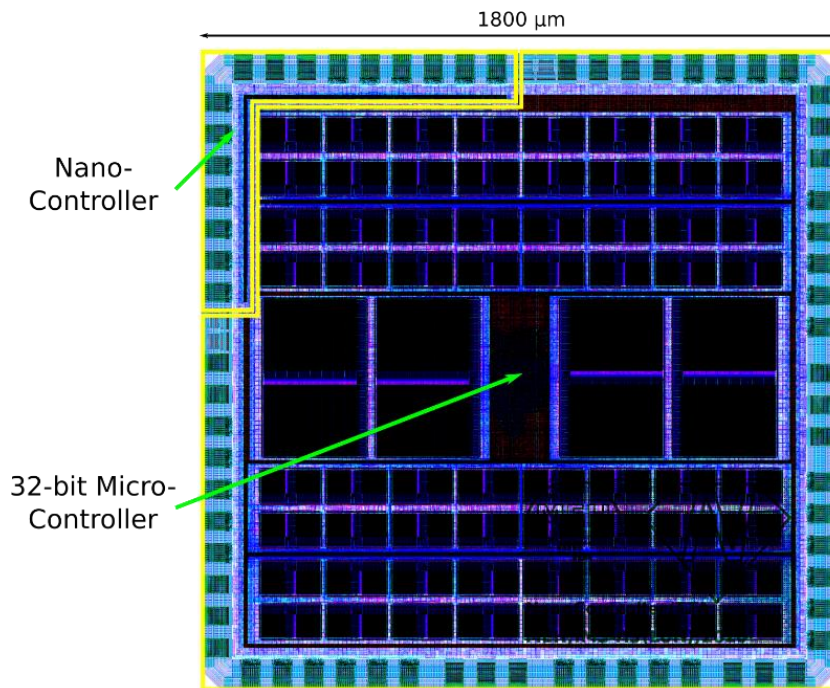 1800 µm
Nano-
Controller
32-bit Micro-
Controller